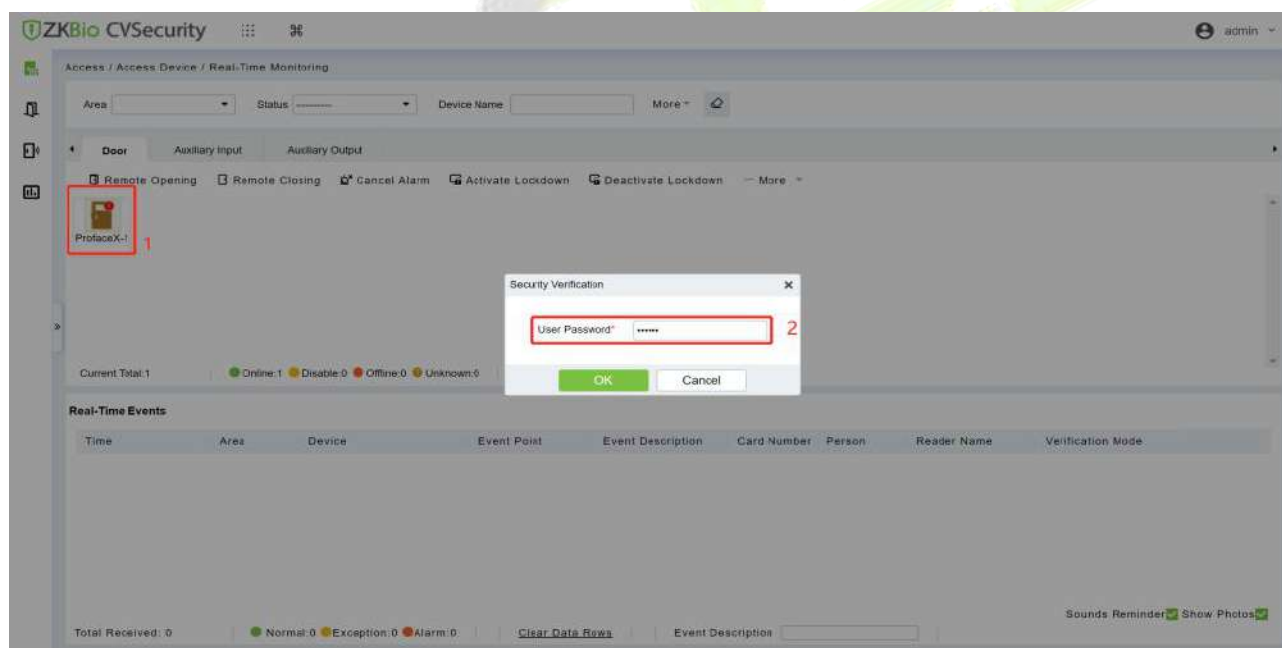 ZKBio CVSecurity admin
Access / Access Device / Real-Time Monitoring
Area Status ---------- Device Name More
Door Auxiliary Input Auxiliary Output
Remote Opening Remote Closing Cancel Alarm Activate Lockdown Deactivate Lockdown More
ProfaceX-1
1
Security Verification
User Password* ••••••
2
OK Cancel
Current Total:1 Online:1 Disable:0 Offline:0 Unknown:0
Real-Time Events
Time Area Device Event Point Event Description Card Number Person Reader Name Verification Mode
Sounds Reminder Show Photos
Total Received: 0 Normal:0 Exception:0 Alarm:0 Clear Data Rows Event Description